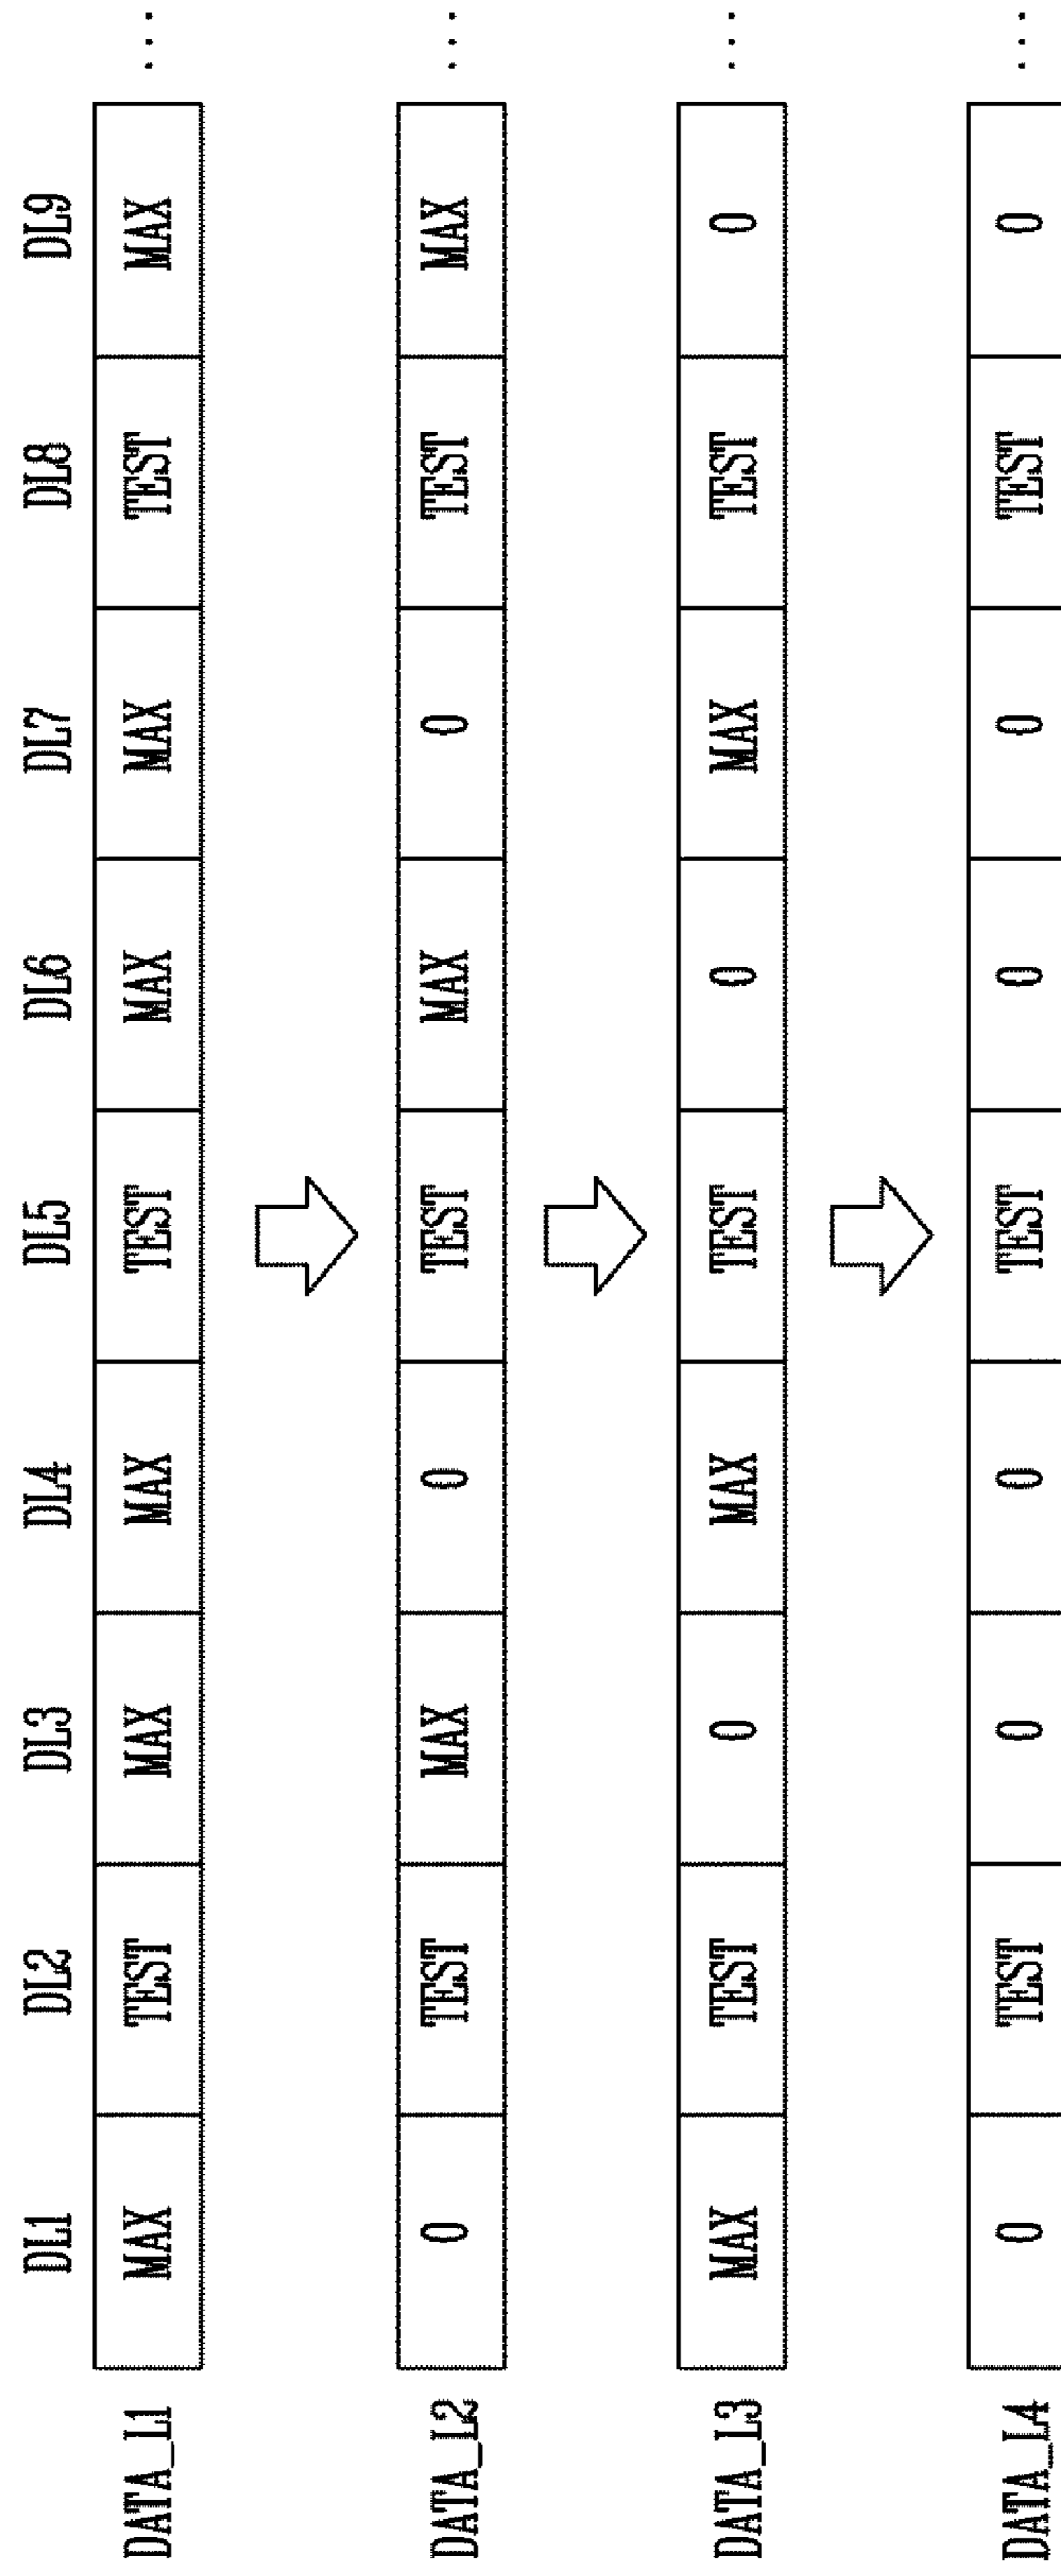 DL1 DL2 DL3 DL4 DL5 DL6 DL7 DL8 DL9
DATA_L1 MAX TEST MAX MAX TEST MAX MAX TEST MAX ...
DATA_L2 0 TEST MAX 0 TEST MAX 0 TEST MAX ...
DATA_L3 MAX TEST 0 MAX TEST 0 MAX TEST 0 ...
DATA_L4 0 TEST 0 0 TEST 0 0 TEST 0 ...